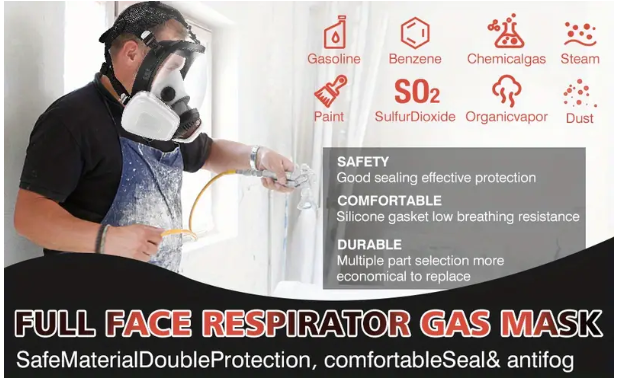 Gasoline
Benzene
Chemicalgas
Steam
Paint
SO2
SulfurDioxide
Organicvapor
Dust
SAFETY
Good sealing effective protection
COMFORTABLE
Silicone gasket low breathing resistance
DURABLE
Multiple part selection more
economical to replace
FULL FACE RESPIRATOR GAS MASK
SafeMaterialDoubleProtection, comfortableSeal& antifog